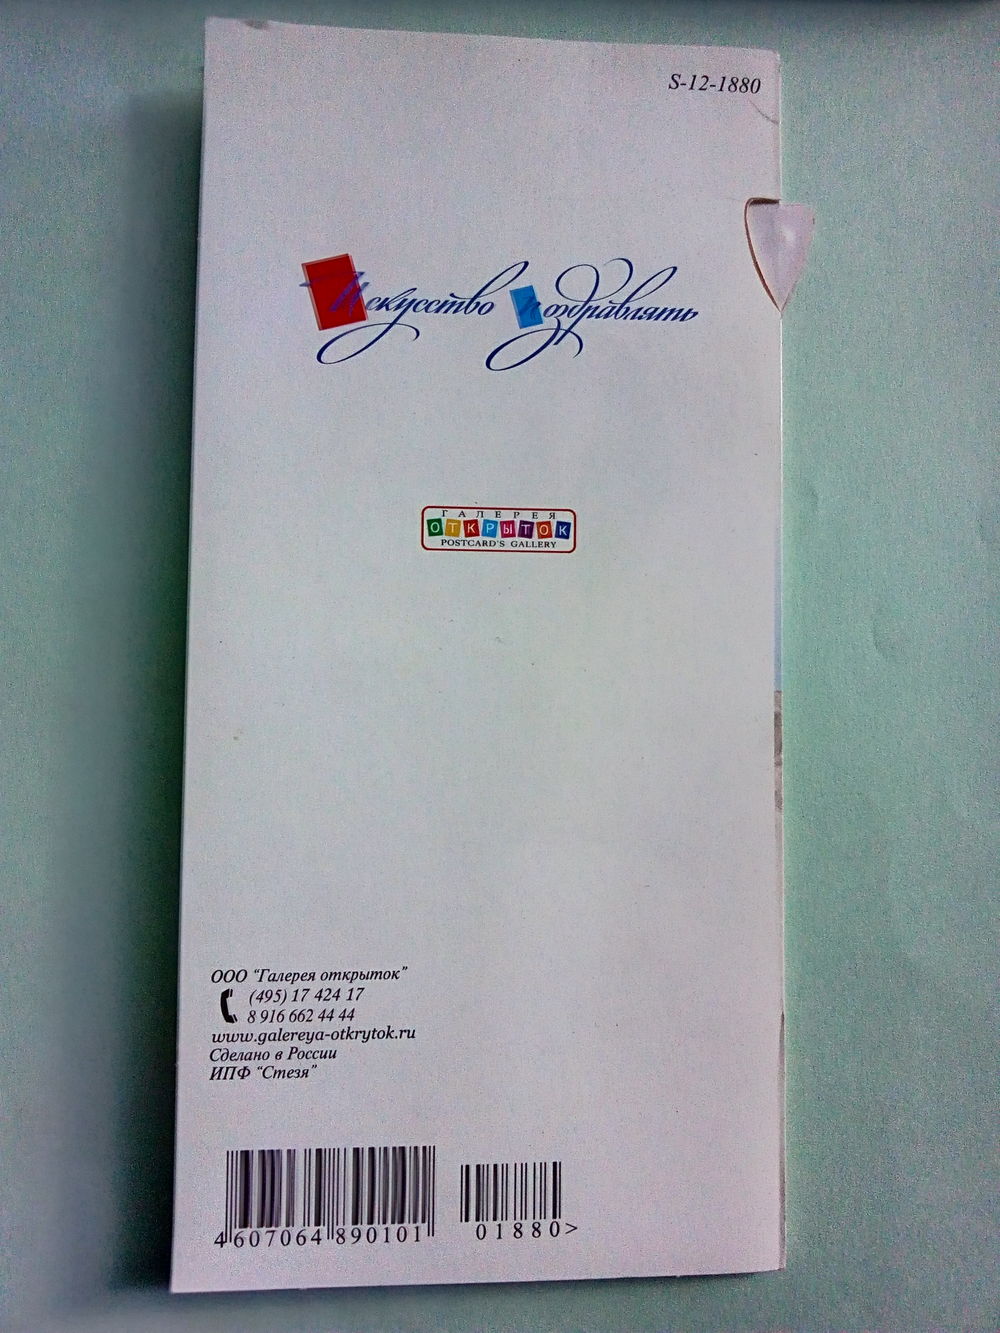 S-12-1880
Искусство поздравлять
ГАЛЕРЕЯ
ОТКРЫТОК
POSTCARD'S GALLERY
ООО "Галерея открыток"
(495) 17 424 17
8 916 662 44 44
www.galereya-otkrytok.ru
Сделано в России
ИПФ "Стезя"
4 607064 890101 01880>